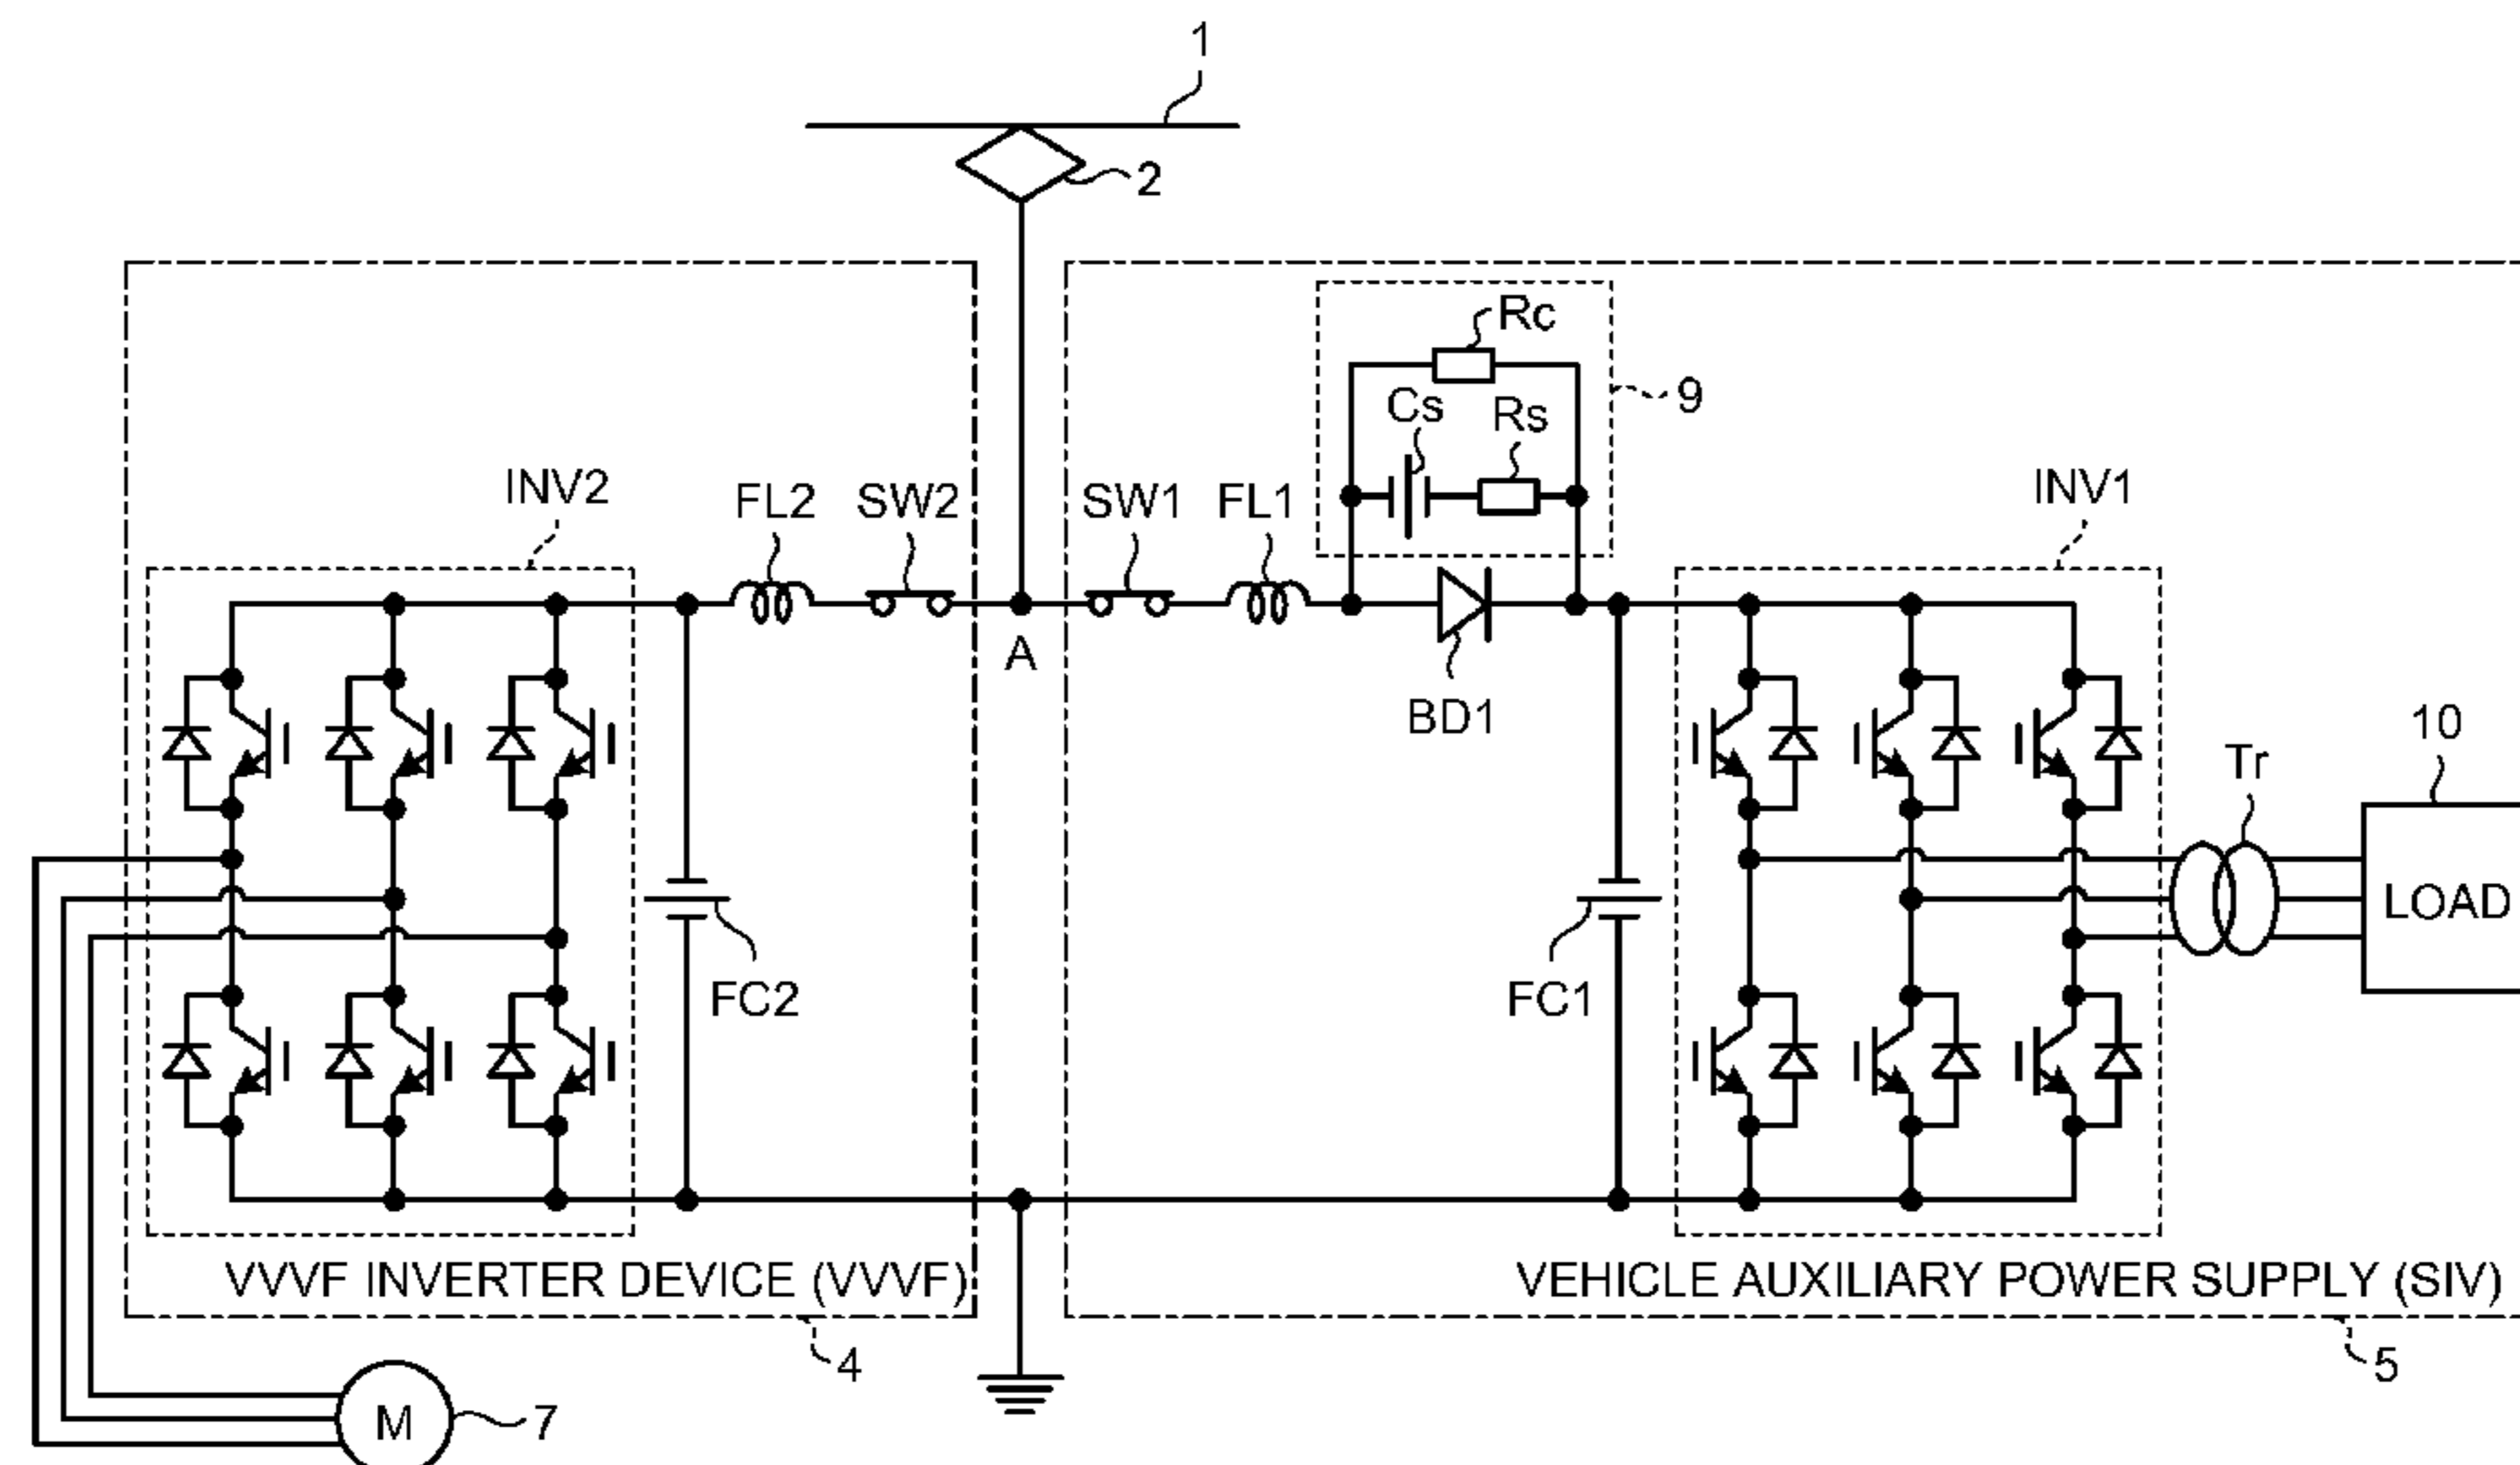 1
2
Rc
9
Cs
Rs
INV2
FL2
SW2
SW1
FL1
INV1
A
BD1
10
Tr
LOAD
FC2
FC1
VVVF INVERTER DEVICE (VVVF)
VEHICLE AUXILIARY POWER SUPPLY (SIV)
4
5
M
7